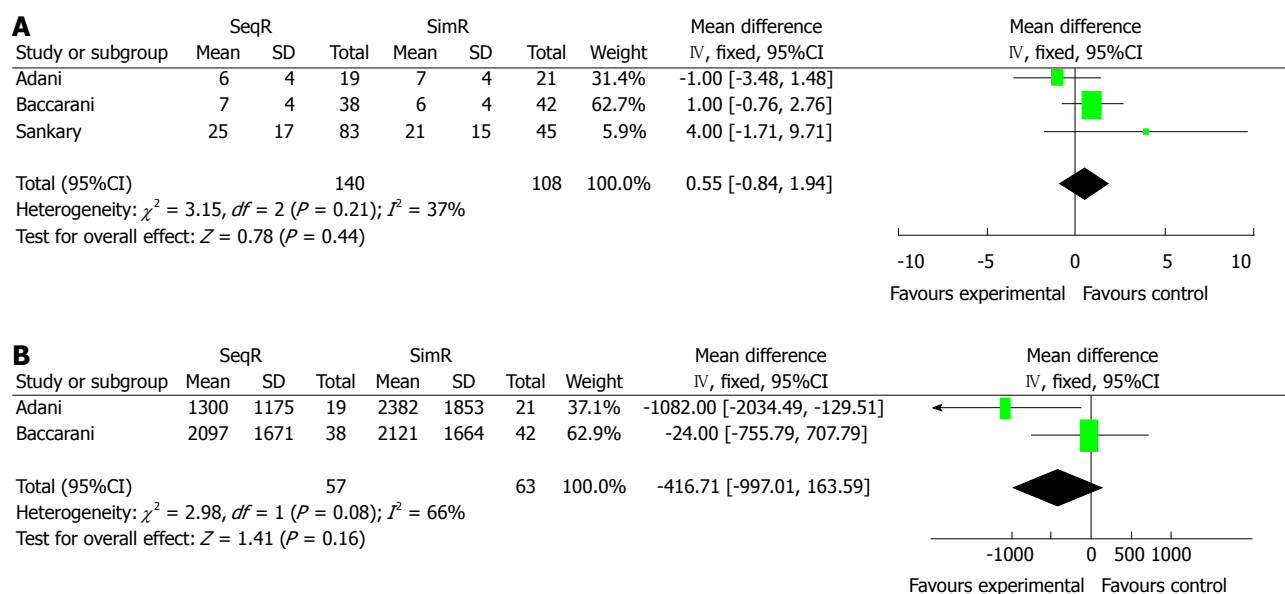 A
SeqR SimR Mean difference Mean difference
Study or subgroup Mean SD Total Mean SD Total Weight Ⅳ, fixed, 95%CI Ⅳ, fixed, 95%CI
Adani 6 4 19 7 4 21 31.4% -1.00 [-3.48, 1.48]
Baccarani 7 4 38 6 4 42 62.7% 1.00 [-0.76, 2.76]
Sankary 25 17 83 21 15 45 5.9% 4.00 [-1.71, 9.71]
Total (95%CI) 140 108 100.0% 0.55 [-0.84, 1.94]
Heterogeneity: χ² = 3.15, df = 2 (P = 0.21); I² = 37%
Test for overall effect: Z = 0.78 (P = 0.44)
-10 -5 0 5 10
Favours experimental Favours control
B
SeqR SimR Mean difference Mean difference
Study or subgroup Mean SD Total Mean SD Total Weight Ⅳ, fixed, 95%CI Ⅳ, fixed, 95%CI
Adani 1300 1175 19 2382 1853 21 37.1% -1082.00 [-2034.49, -129.51]
Baccarani 2097 1671 38 2121 1664 42 62.9% -24.00 [-755.79, 707.79]
Total (95%CI) 57 63 100.0% -416.71 [-997.01, 163.59]
Heterogeneity: χ² = 2.98, df = 1 (P = 0.08); I² = 66%
Test for overall effect: Z = 1.41 (P = 0.16)
-1000 0 500 1000
Favours experimental Favours control